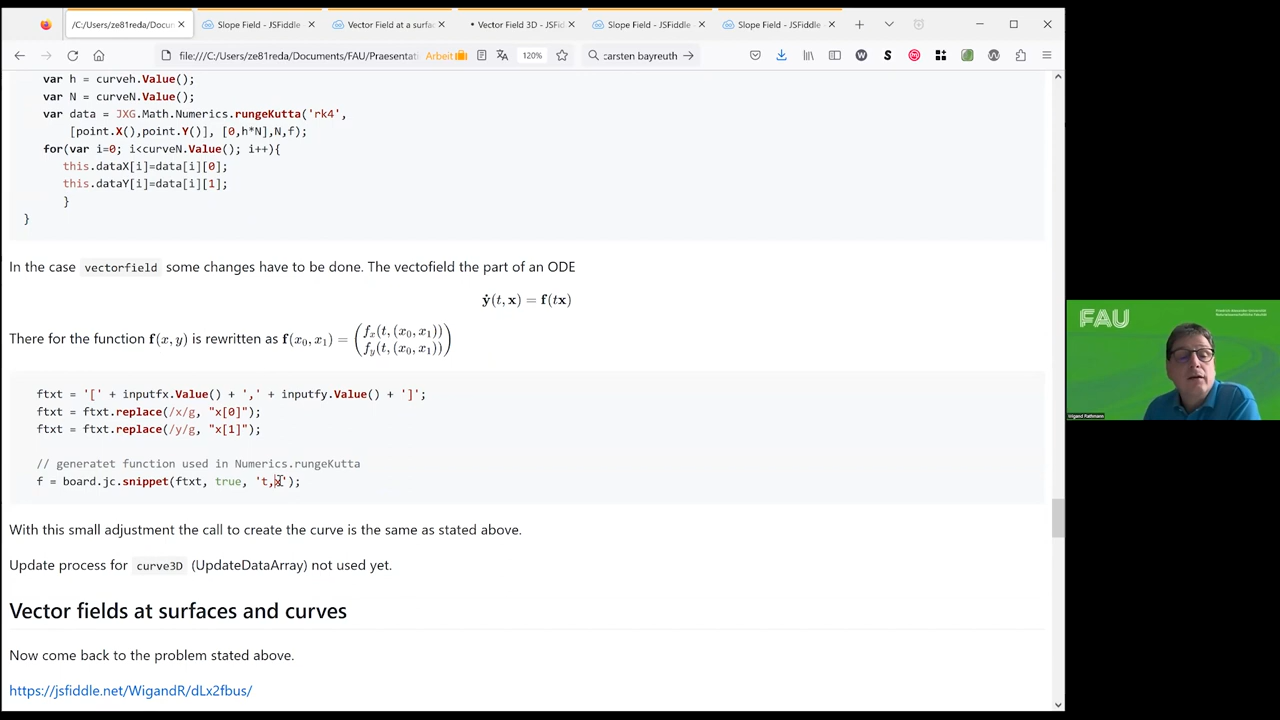 /C:/Users/ze81reda/Docum
Slope Field - JSFiddle
Vector Field at a surfa
Vector Field 3D - JSFid
Slope Field - JSFiddle
Slope Field - JSFiddle
file:///C:/Users/ze81reda/Documents/FAU/Praesentat
Arbeit
120%
carsten bayreuth
var h = curveh.Value();
var N = curveN.Value();
var data = JXG.Math.Numerics.rungeKutta('rk4',
[point.X(),point.Y()], [0,h*N],N,f);
for(var i=0; i<curveN.Value(); i++){
this.dataX[i]=data[i][0];
this.dataY[i]=data[i][1];
}
}
In the case vectorfield some changes have to be done. The vectofield the part of an ODE
ẏ(t, x) = f(tx)
There for the function f(x, y) is rewritten as f(x₀, x₁) = (fₓ(t, (x₀, x₁))
f_y(t, (x₀, x₁)))
ftxt = '[' + inputfx.Value() + ',' + inputfy.Value() + ']';
ftxt = ftxt.replace(/x/g, "x[0]");
ftxt = ftxt.replace(/y/g, "x[1]");
// generatet function used in Numerics.rungeKutta
f = board.jc.snippet(ftxt, true, 't,x');
With this small adjustment the call to create the curve is the same as stated above.
Update process for curve3D (UpdateDataArray) not used yet.
Vector fields at surfaces and curves
Now come back to the problem stated above.
https://jsfiddle.net/WigandR/dLx2fbus/
FAU
Friedrich-Alexander-Universität
Naturwissenschaftliche Fakultät
Wigand Rathmann